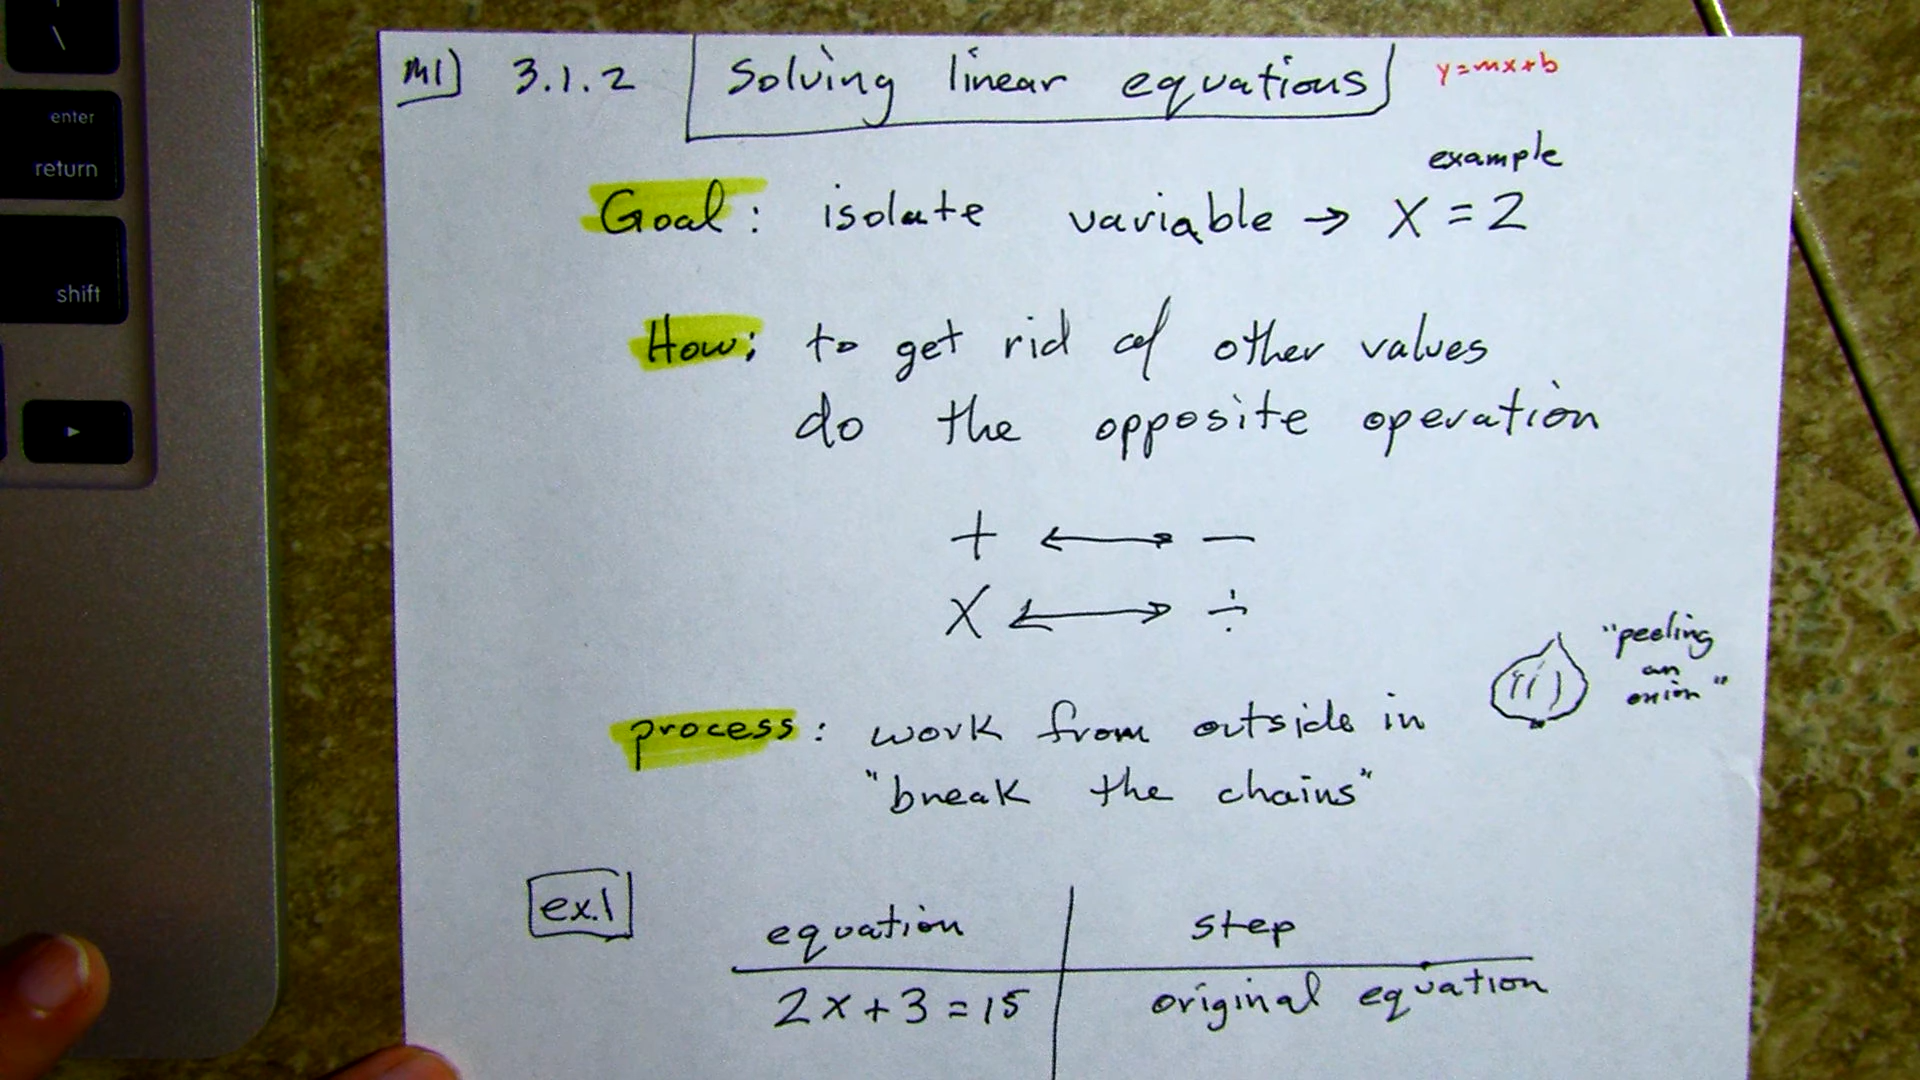 \
enter
return
shift
M1) 3.1.2 Solving linear equations y=mx+b
example
Goal: isolate variable → x = 2
How: to get rid of other values
do the opposite operation
+ ↔ −
× ↔ ÷
"peeling
an
onion"
process: work from outside in
"break the chains"
ex.1
equation step
2x+3=15 original equation